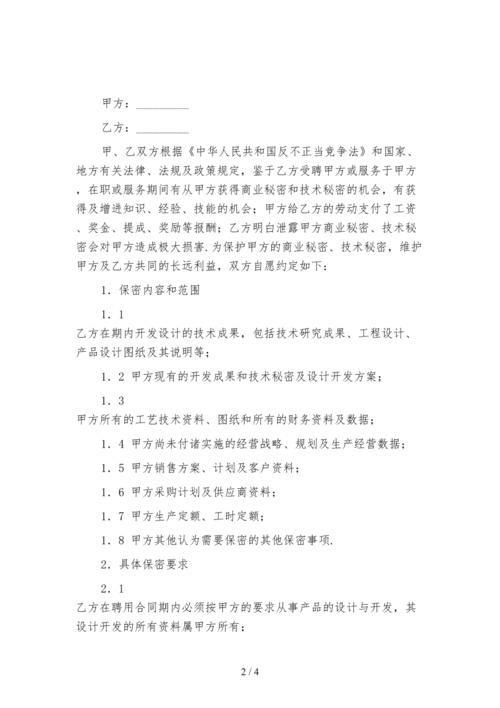 甲方：_________
乙方：_________
甲、乙双方根据《中华人民共和国反不正当竞争法》和国家、
地方有关法律、法规及政策规定，鉴于乙方受聘甲方或服务于甲方
，在职或服务期间有从甲方获得商业秘密和技术秘密的机会，有获
得及增进知识、经验、技能的机会；甲方给乙方的劳动支付了工资
、奖金、提成、奖励等报酬；乙方明白泄露甲方商业秘密、技术秘
密会对甲方造成极大损害.为保护甲方的商业秘密、技术秘密，维护
甲方及乙方共同的长远利益，双方自愿约定如下：
1．保密内容和范围
1．1
乙方在期内开发设计的技术成果，包括技术研究成果、工程设计、
产品设计图纸及其说明等；
1．2 甲方现有的开发成果和技术秘密及设计开发方案；
1．3
甲方所有的工艺技术资料、图纸和所有的财务资料及数据；
1．4 甲方尚未付诸实施的经营战略、规划及生产经营数据；
1．5 甲方销售方案、计划及客户资料；
1．6 甲方采购计划及供应商资料；
1．7 甲方生产定额、工时定额；
1．8 甲方其他认为需要保密的其他保密事项.
2．具体保密要求
2．1
乙方在聘用合同期内必须按甲方的要求从事产品的设计与开发，其
设计开发的所有资料属甲方所有；
2 / 4